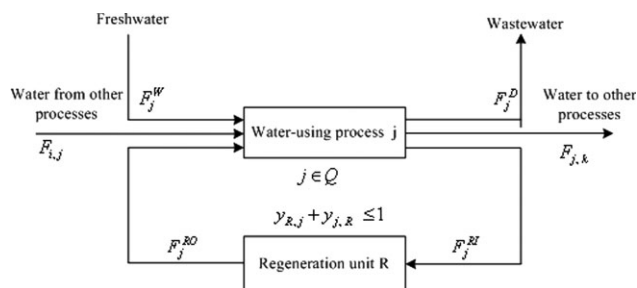 Freshwater
Wastewater
Water from other
processes
F_j^W
F_j^D
Water to other
processes
Water-using process j
F_{i,j}
F_{j,k}
j∈Q
y_{R,j} + y_{j,R} ≤ 1
F_j^{RO}
F_j^{RI}
Regeneration unit R